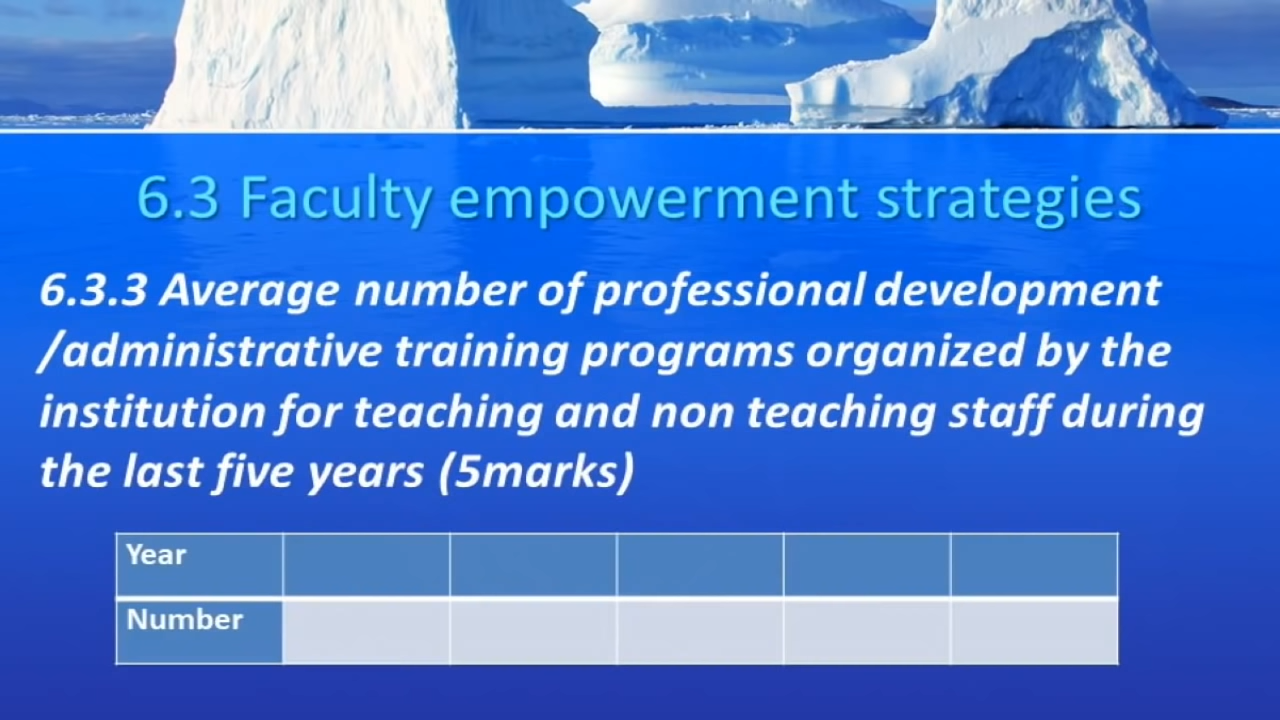 6.3 Faculty empowerment strategies
6.3.3 Average number of professional development
/administrative training programs organized by the
institution for teaching and non teaching staff during
the last five years (5marks)
Year
Number